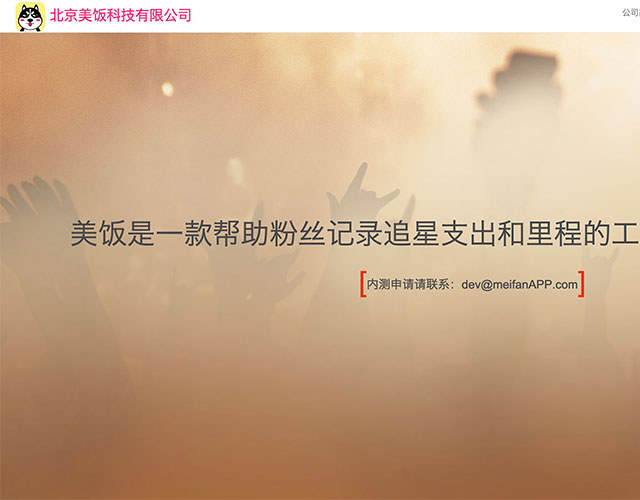 北京美饭科技有限公司
公司
美饭是一款帮助粉丝记录追星支出和里程的工
内测申请请联系：dev@meifanAPP.com